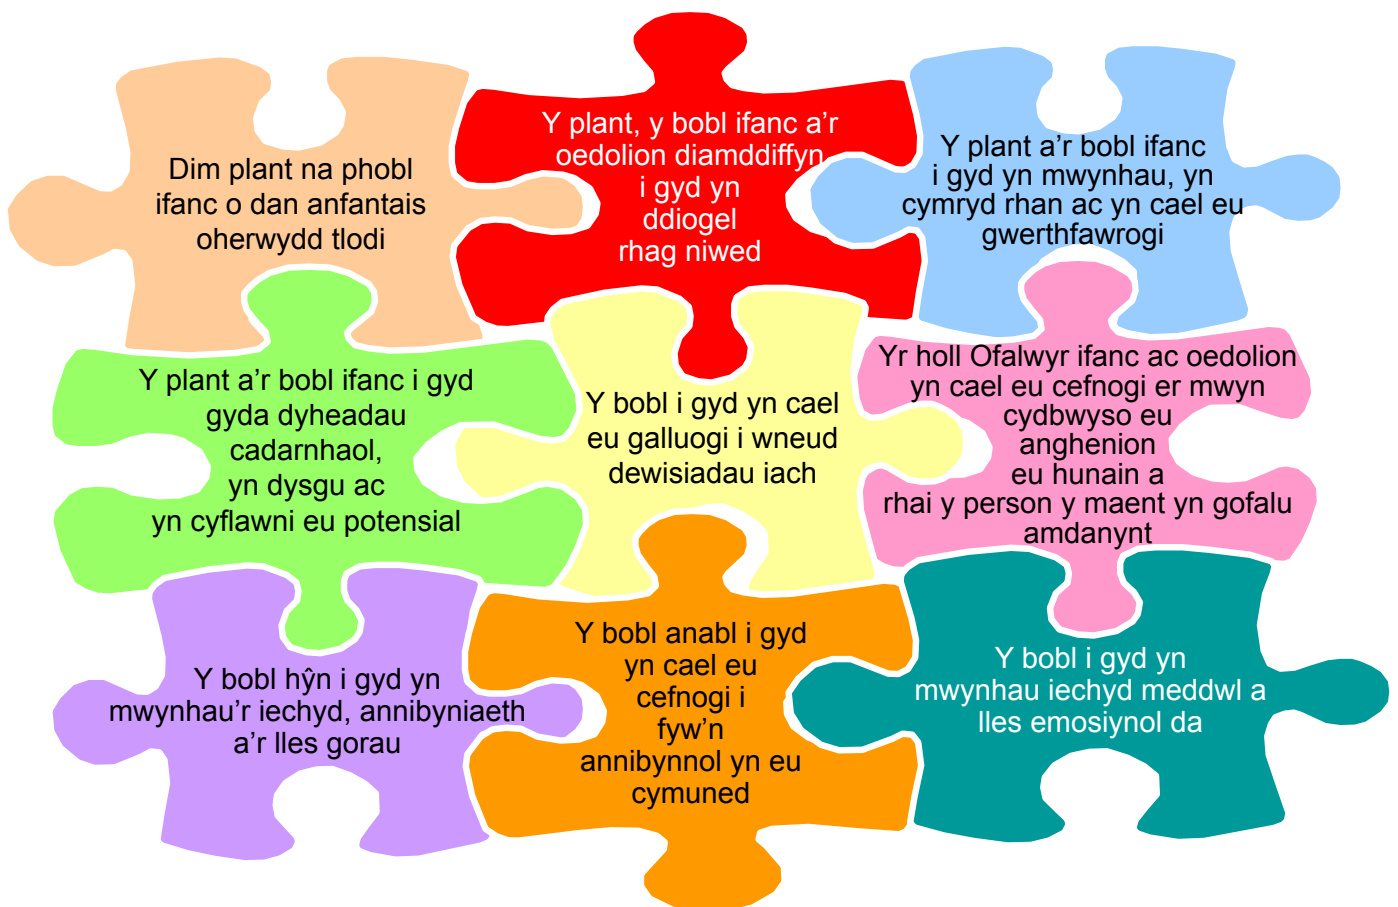 Dim plant na phobl
ifanc o dan anfantais
oherwydd tlodi
Y plant, y bobl ifanc a'r
oedolion diamddiffyn
i gyd yn
ddiogel
rhag niwed
Y plant a'r bobl ifanc
i gyd yn mwynhau, yn
cymryd rhan ac yn cael eu
gwerthfawrogi
Y plant a'r bobl ifanc i gyd
gyda dyheadau
cadarnhaol,
yn dysgu ac
yn cyflawni eu potensial
Y bobl i gyd yn cael
eu galluogi i wneud
dewisiadau iach
Yr holl Ofalwyr ifanc ac oedolion
yn cael eu cefnogi er mwyn
cydbwyso eu
anghenion
eu hunain a
rhai y person y maent yn gofalu
amdanynt
Y bobl hŷn i gyd yn
mwynhau'r iechyd, annibyniaeth
a'r lles gorau
Y bobl anabl i gyd
yn cael eu
cefnogi i
fyw'n
annibynnol yn eu
cymuned
Y bobl i gyd yn
mwynhau iechyd meddwl a
lles emosiynol da